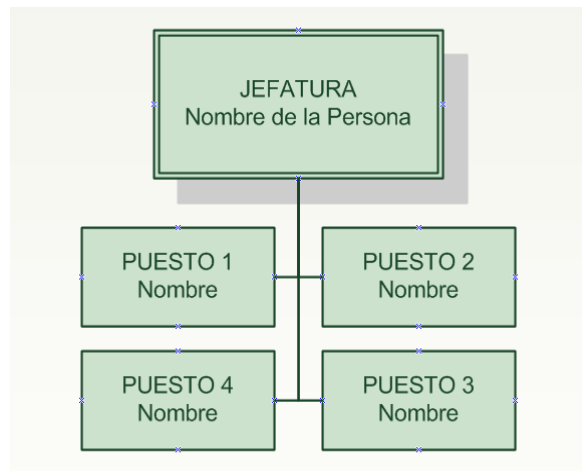 JEFATURA
Nombre de la Persona
PUESTO 1
Nombre
PUESTO 2
Nombre
PUESTO 4
Nombre
PUESTO 3
Nombre